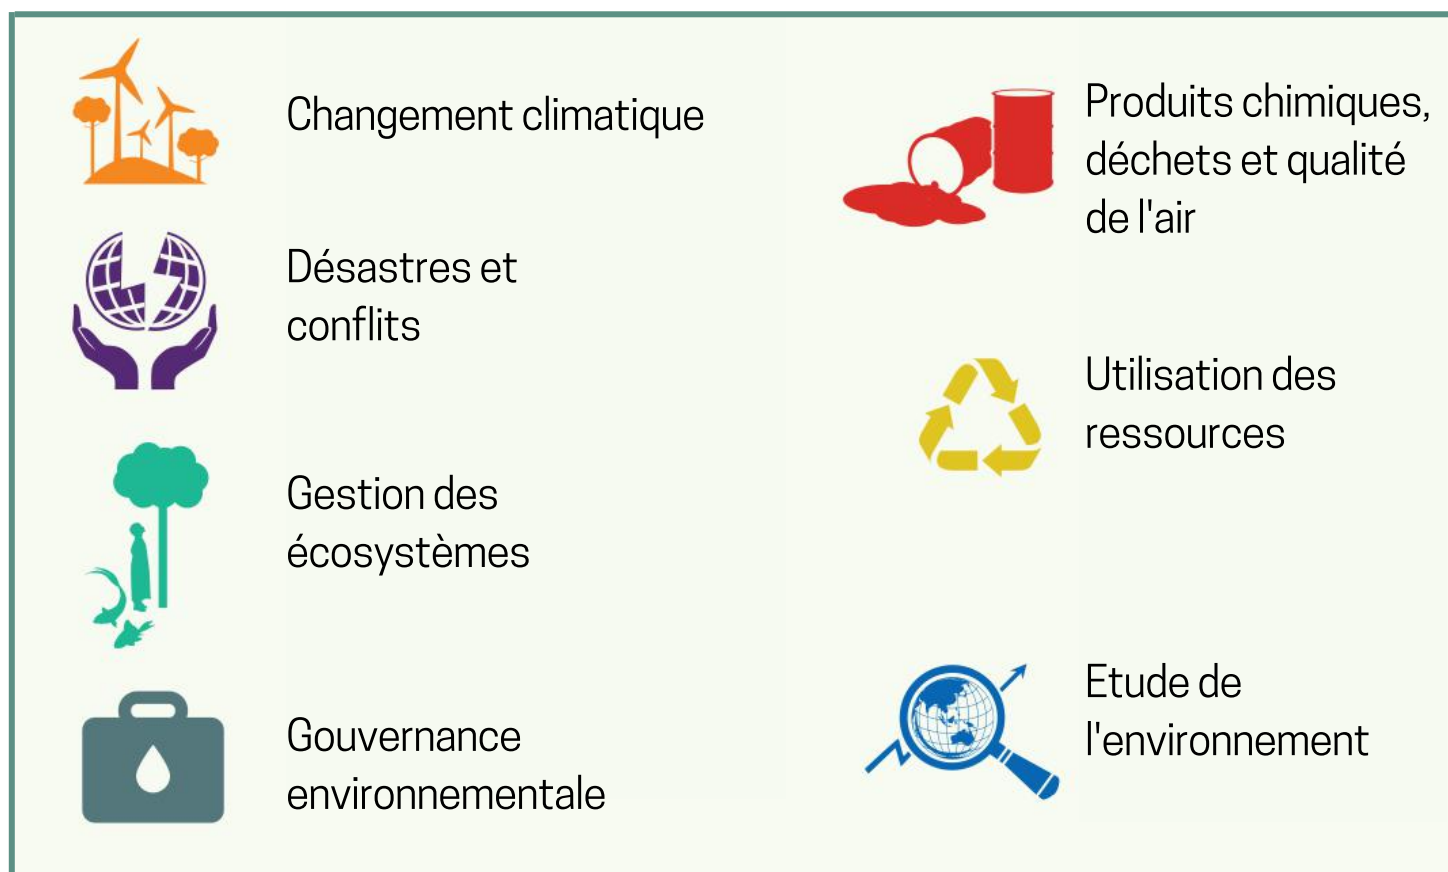 Changement climatique
Désastres et
conflits
Gestion des
écosystèmes
Gouvernance
environnementale
Produits chimiques,
déchets et qualité
de l'air
Utilisation des
ressources
Etude de
l'environnement